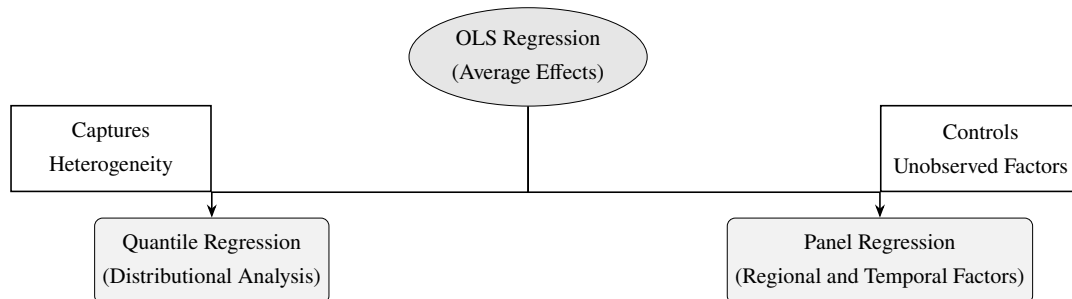 OLS Regression
(Average Effects)
Captures
Heterogeneity
Controls
Unobserved Factors
Quantile Regression
(Distributional Analysis)
Panel Regression
(Regional and Temporal Factors)